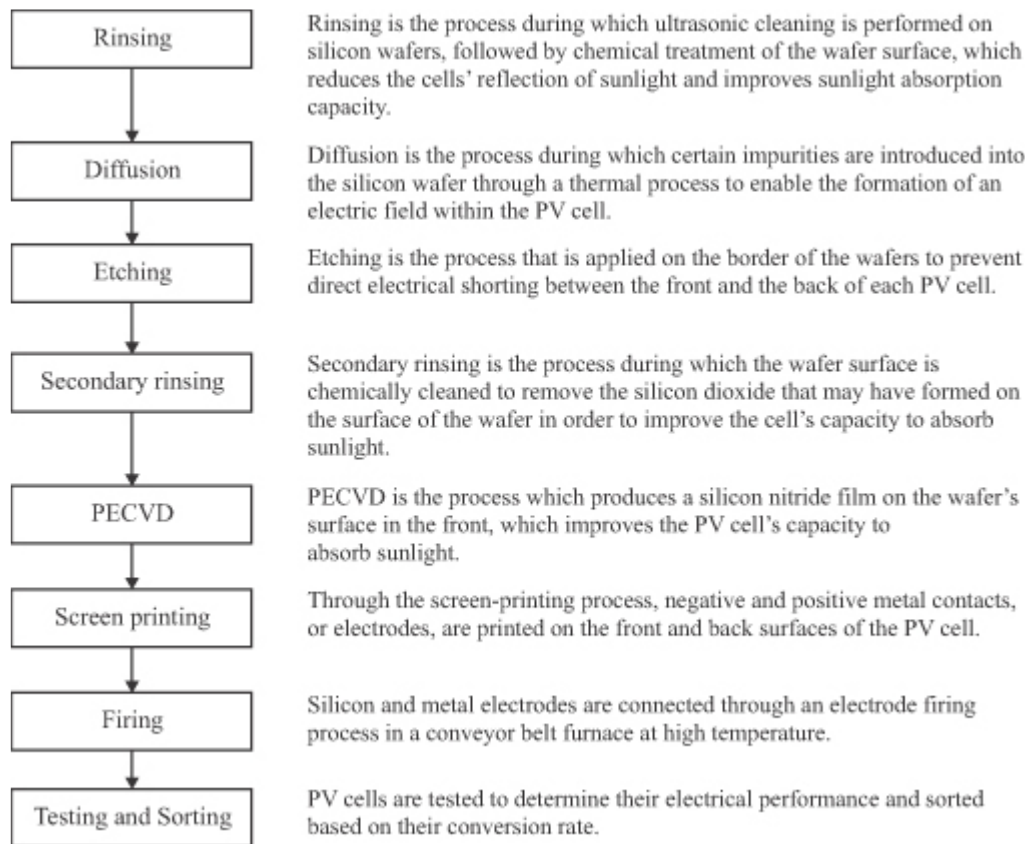 Rinsing
Rinsing is the process during which ultrasonic cleaning is performed on
silicon wafers, followed by chemical treatment of the wafer surface, which
reduces the cells' reflection of sunlight and improves sunlight absorption
capacity.
Diffusion
Diffusion is the process during which certain impurities are introduced into
the silicon wafer through a thermal process to enable the formation of an
electric field within the PV cell.
Etching
Etching is the process that is applied on the border of the wafers to prevent
direct electrical shorting between the front and the back of each PV cell.
Secondary rinsing
Secondary rinsing is the process during which the wafer surface is
chemically cleaned to remove the silicon dioxide that may have formed on
the surface of the wafer in order to improve the cell's capacity to absorb
sunlight.
PECVD
PECVD is the process which produces a silicon nitride film on the wafer's
surface in the front, which improves the PV cell's capacity to
absorb sunlight.
Screen printing
Through the screen-printing process, negative and positive metal contacts,
or electrodes, are printed on the front and back surfaces of the PV cell.
Firing
Silicon and metal electrodes are connected through an electrode firing
process in a conveyor belt furnace at high temperature.
Testing and Sorting
PV cells are tested to determine their electrical performance and sorted
based on their conversion rate.